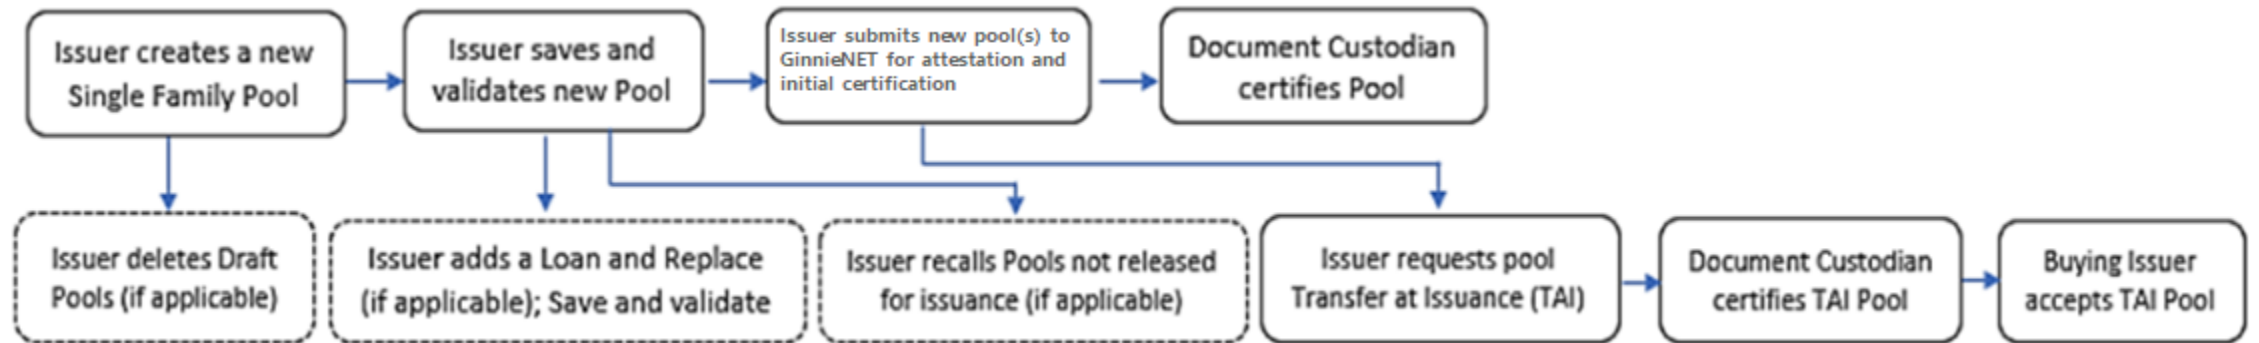 Issuer creates a new
Single Family Pool
Issuer saves and
validates new Pool
Issuer submits new pool(s) to
GinnieNET for attestation and
initial certification
Document Custodian
certifies Pool
Issuer deletes Draft
Pools (if applicable)
Issuer adds a Loan and Replace
(if applicable); Save and validate
Issuer recalls Pools not released
for issuance (if applicable)
Issuer requests pool
Transfer at Issuance (TAI)
Document Custodian
certifies TAI Pool
Buying Issuer
accepts TAI Pool